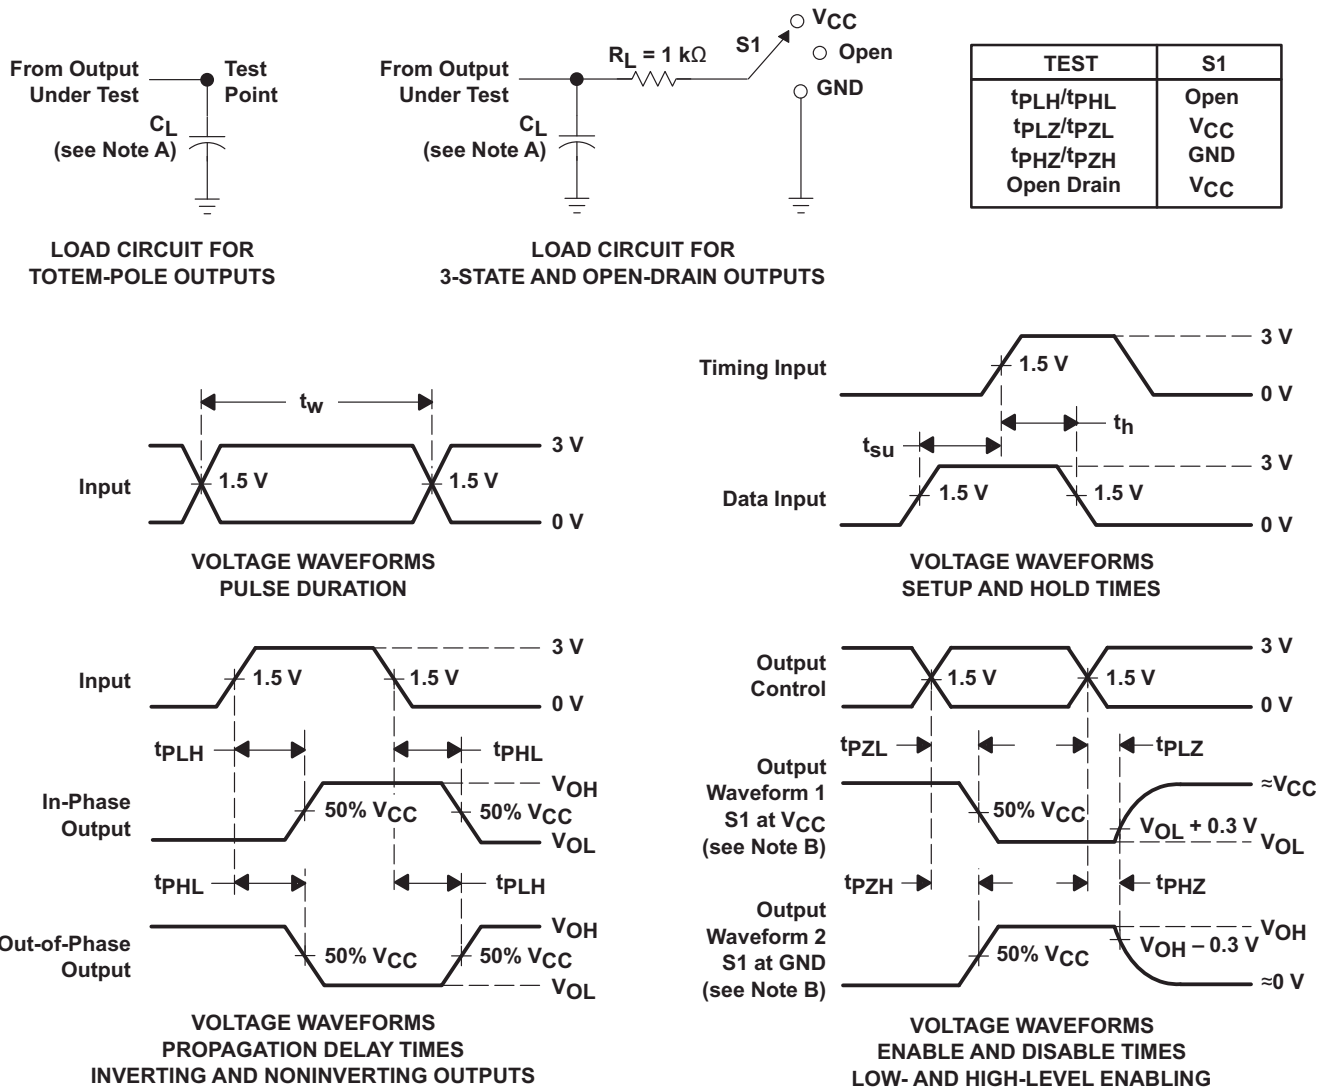 From Output
Under Test
Test
Point
CL
(see Note A)
LOAD CIRCUIT FOR
TOTEM-POLE OUTPUTS
From Output
Under Test
RL = 1 kΩ
S1
VCC
Open
GND
CL
(see Note A)
LOAD CIRCUIT FOR
3-STATE AND OPEN-DRAIN OUTPUTS
TEST S1
tPLH/tPHL Open
tPLZ/tPZL VCC
tPHZ/tPZH GND
Open Drain VCC
tw
Input
1.5 V
1.5 V
3 V
0 V
VOLTAGE WAVEFORMS
PULSE DURATION
Timing Input
1.5 V
3 V
0 V
tsu
th
Data Input
1.5 V
1.5 V
3 V
0 V
VOLTAGE WAVEFORMS
SETUP AND HOLD TIMES
Input
1.5 V
1.5 V
3 V
0 V
tPLH
tPHL
In-Phase
Output
50% VCC
50% VCC
VOH
VOL
tPHL
tPLH
Out-of-Phase
Output
50% VCC
50% VCC
VOH
VOL
VOLTAGE WAVEFORMS
PROPAGATION DELAY TIMES
INVERTING AND NONINVERTING OUTPUTS
Output
Control
1.5 V
1.5 V
3 V
0 V
tPZL
tPLZ
Output
Waveform 1
S1 at VCC
(see Note B)
50% VCC
VOL + 0.3 V
≈VCC
VOL
tPZH
tPHZ
Output
Waveform 2
S1 at GND
(see Note B)
50% VCC
VOH – 0.3 V
VOH
≈0 V
VOLTAGE WAVEFORMS
ENABLE AND DISABLE TIMES
LOW- AND HIGH-LEVEL ENABLING